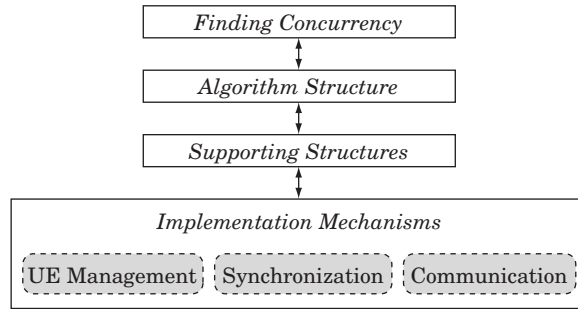 Finding Concurrency
Algorithm Structure
Supporting Structures
Implementation Mechanisms
UE Management Synchronization Communication